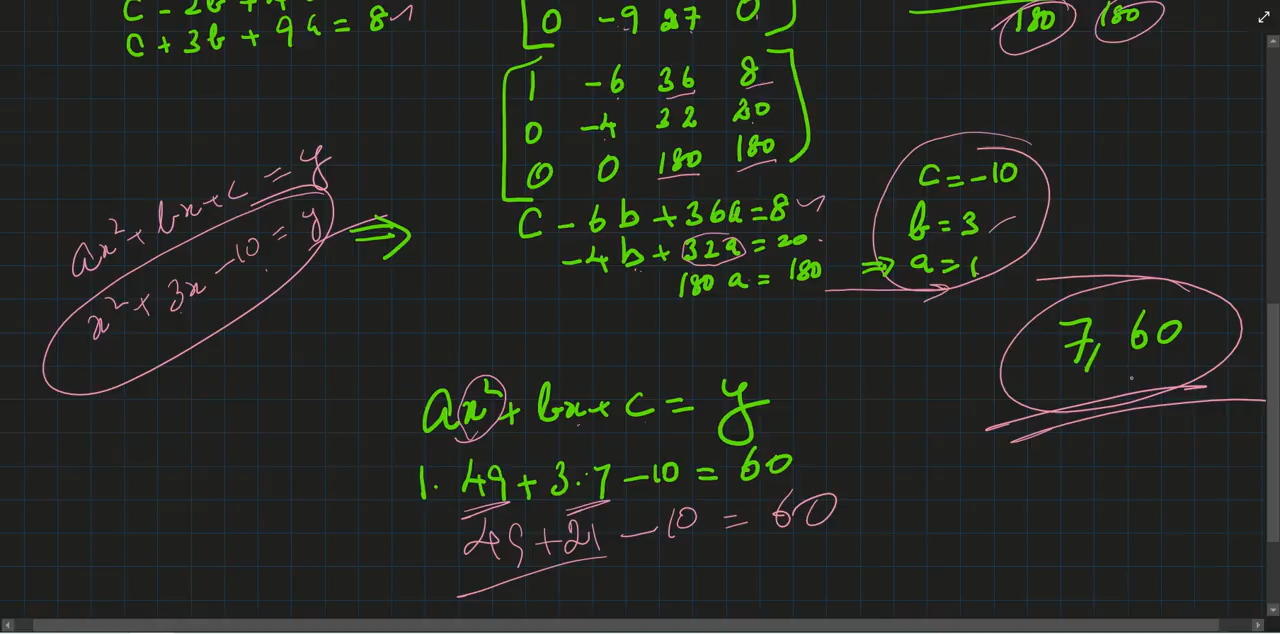 C + 3b + 9a = 8
0 -9 27 0
180 180
1 -6 36 8
0 -4 32 20
0 0 180 180
C - 6b + 36a = 8
-4b + 32a = 20
180 a = 180
⇒
c = -10
b = 3
a = 1
ax² + bx + c = y
x² + 3x - 10 = y
7, 60
ax² + bx + c = y
1. 49 + 3.7 - 10 = 60
49 + 21 - 10 = 60